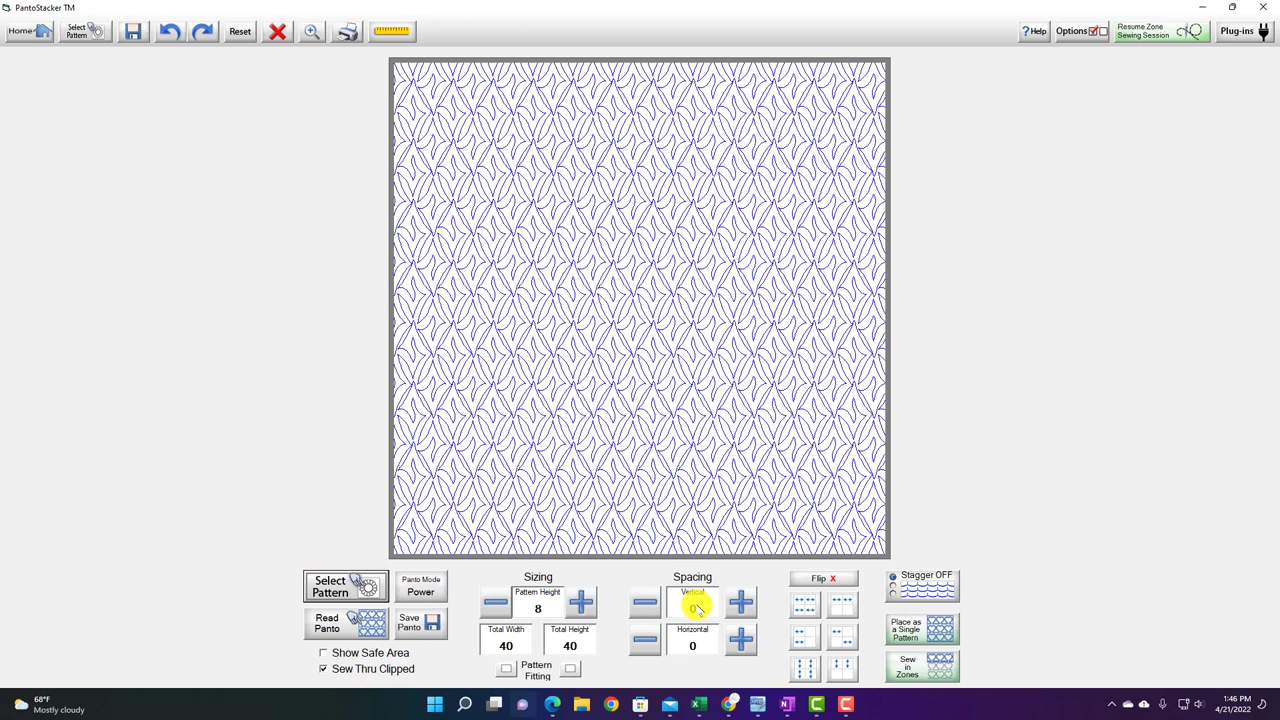 PantoStacker TM
Home
Select
Pattern
Reset
Help
Options
Resume Zone
Sewing Session
Plug-ins
Select
Pattern
Panto Mode
Power
Read
Panto
Save
Panto
Show Safe Area
Sew Thru Clipped
Sizing
Pattern Height
8
Total Width
40
Total Height
40
Pattern
Fitting
Spacing
Vertical
0
Horizontal
0
Flip x
Stagger OFF
Place as
a Single
Pattern
Sew
in
Zones
68°F
Mostly cloudy
1:46 PM
4/21/2022